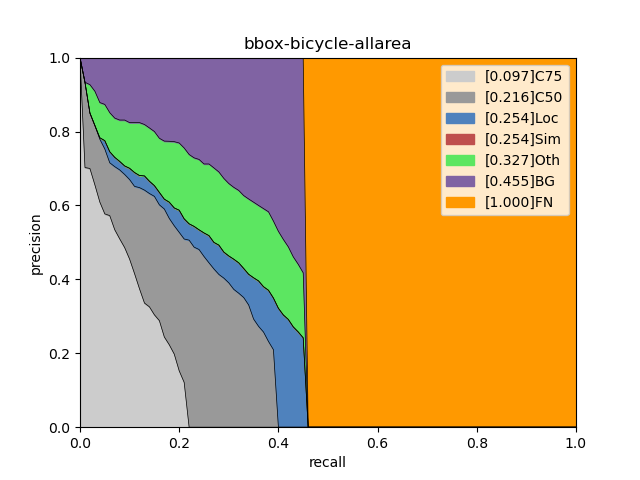 bbox-bicycle-allarea
1.0
0.8
0.6
0.4
0.2
0.0
precision
[0.097]C75
[0.216]C50
[0.254]Loc
[0.254]Sim
[0.327]Oth
[0.455]BG
[1.000]FN
0.0 0.2 0.4 0.6 0.8 1.0
recall